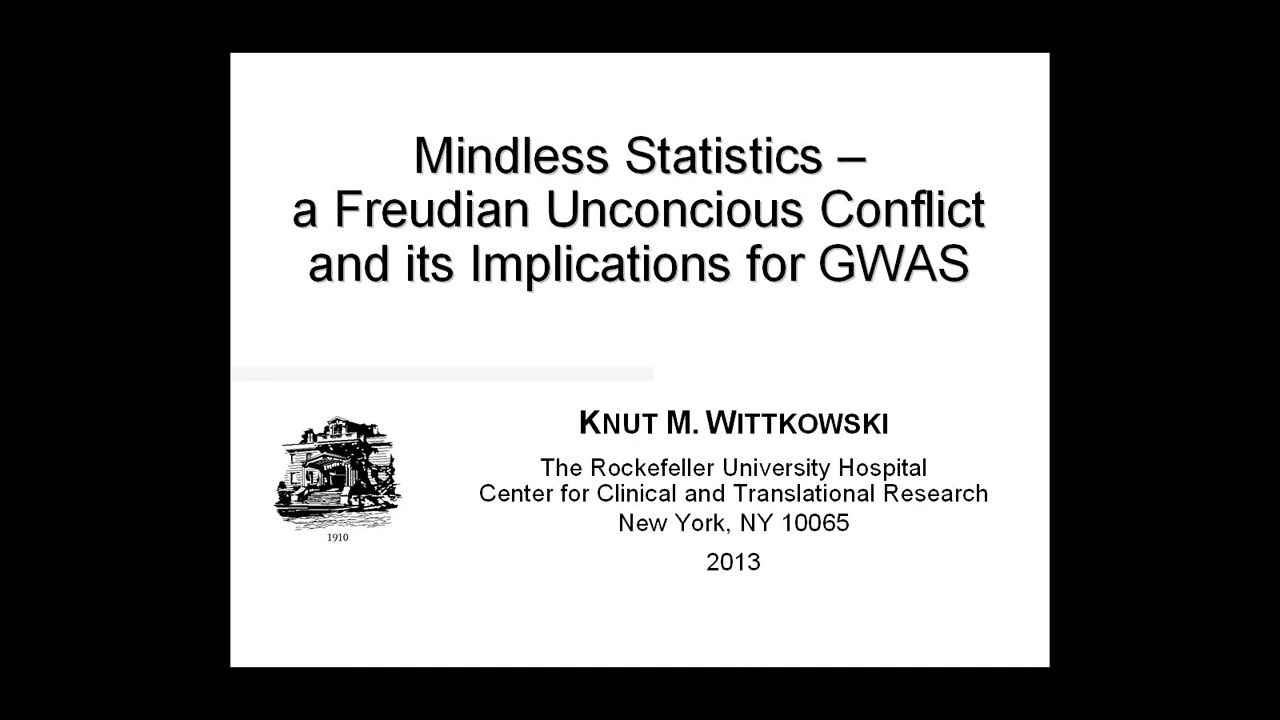 Mindless Statistics –
a Freudian Unconcious Conflict
and its Implications for GWAS
KNUT M. WITTKOWSKI
The Rockefeller University Hospital
Center for Clinical and Translational Research
New York, NY 10065
2013
1910